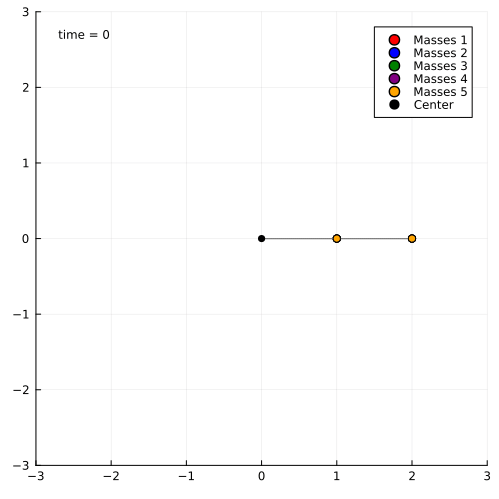 time = 0
Masses 1
Masses 2
Masses 3
Masses 4
Masses 5
Center
3
2
1
0
−1
−2
−3
−3 −2 −1 0 1 2 3